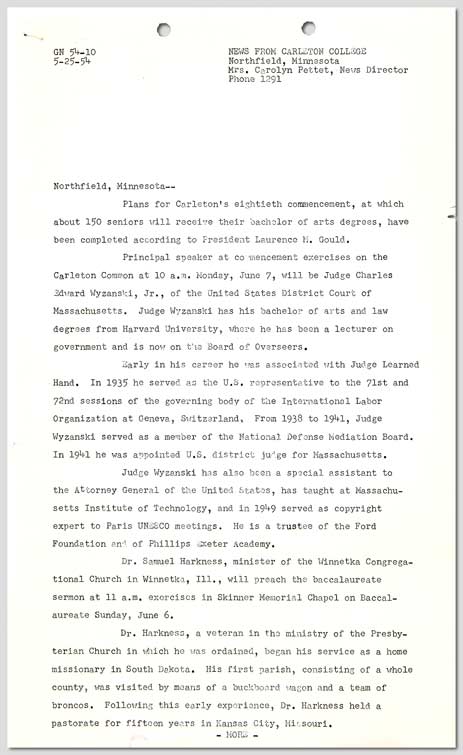 GN 54-10
5-25-54
NEWS FROM CARLETON COLLEGE
Northfield, Minnesota
Mrs. Carolyn Pettet, News Director
Phone 1291
Northfield, Minnesota--
Plans for Carleton's eightieth commencement, at which
about 150 seniors will receive their bachelor of arts degrees, have
been completed according to President Laurence M. Gould.
Principal speaker at commencement exercises on the
Carleton Common at 10 a.m. Monday, June 7, will be Judge Charles
Edward Wyzanski, Jr., of the United States District Court of
Massachusetts. Judge Wyzanski has his bachelor of arts and law
degrees from Harvard University, where he has been a lecturer on
government and is now on the Board of Overseers.
Early in his career he was associated with Judge Learned
Hand. In 1935 he served as the U.S. representative to the 71st and
72nd sessions of the governing body of the International Labor
Organization at Geneva, Switzerland. From 1938 to 1941, Judge
Wyzanski served as a member of the National Defense Mediation Board.
In 1941 he was appointed U.S. district judge for Massachusetts.
Judge Wyzanski has also been a special assistant to
the Attorney General of the United States, has taught at Massachu-
setts Institute of Technology, and in 1949 served as copyright
expert to Paris UNESCO meetings. He is a trustee of the Ford
Foundation and of Phillips Exeter Academy.
Dr. Samuel Harkness, minister of the Winnetka Congrega-
tional Church in Winnetka, Ill., will preach the baccalaureate
sermon at 11 a.m. exercises in Skinner Memorial Chapel on Baccal-
aureate Sunday, June 6.
Dr. Harkness, a veteran in the ministry of the Presby-
terian Church in which he was ordained, began his service as a home
missionary in South Dakota. His first parish, consisting of a whole
county, was visited by means of a buckboard wagon and a team of
broncos. Following this early experience, Dr. Harkness held a
pastorate for fifteen years in Kansas City, Missouri.
- MORE -